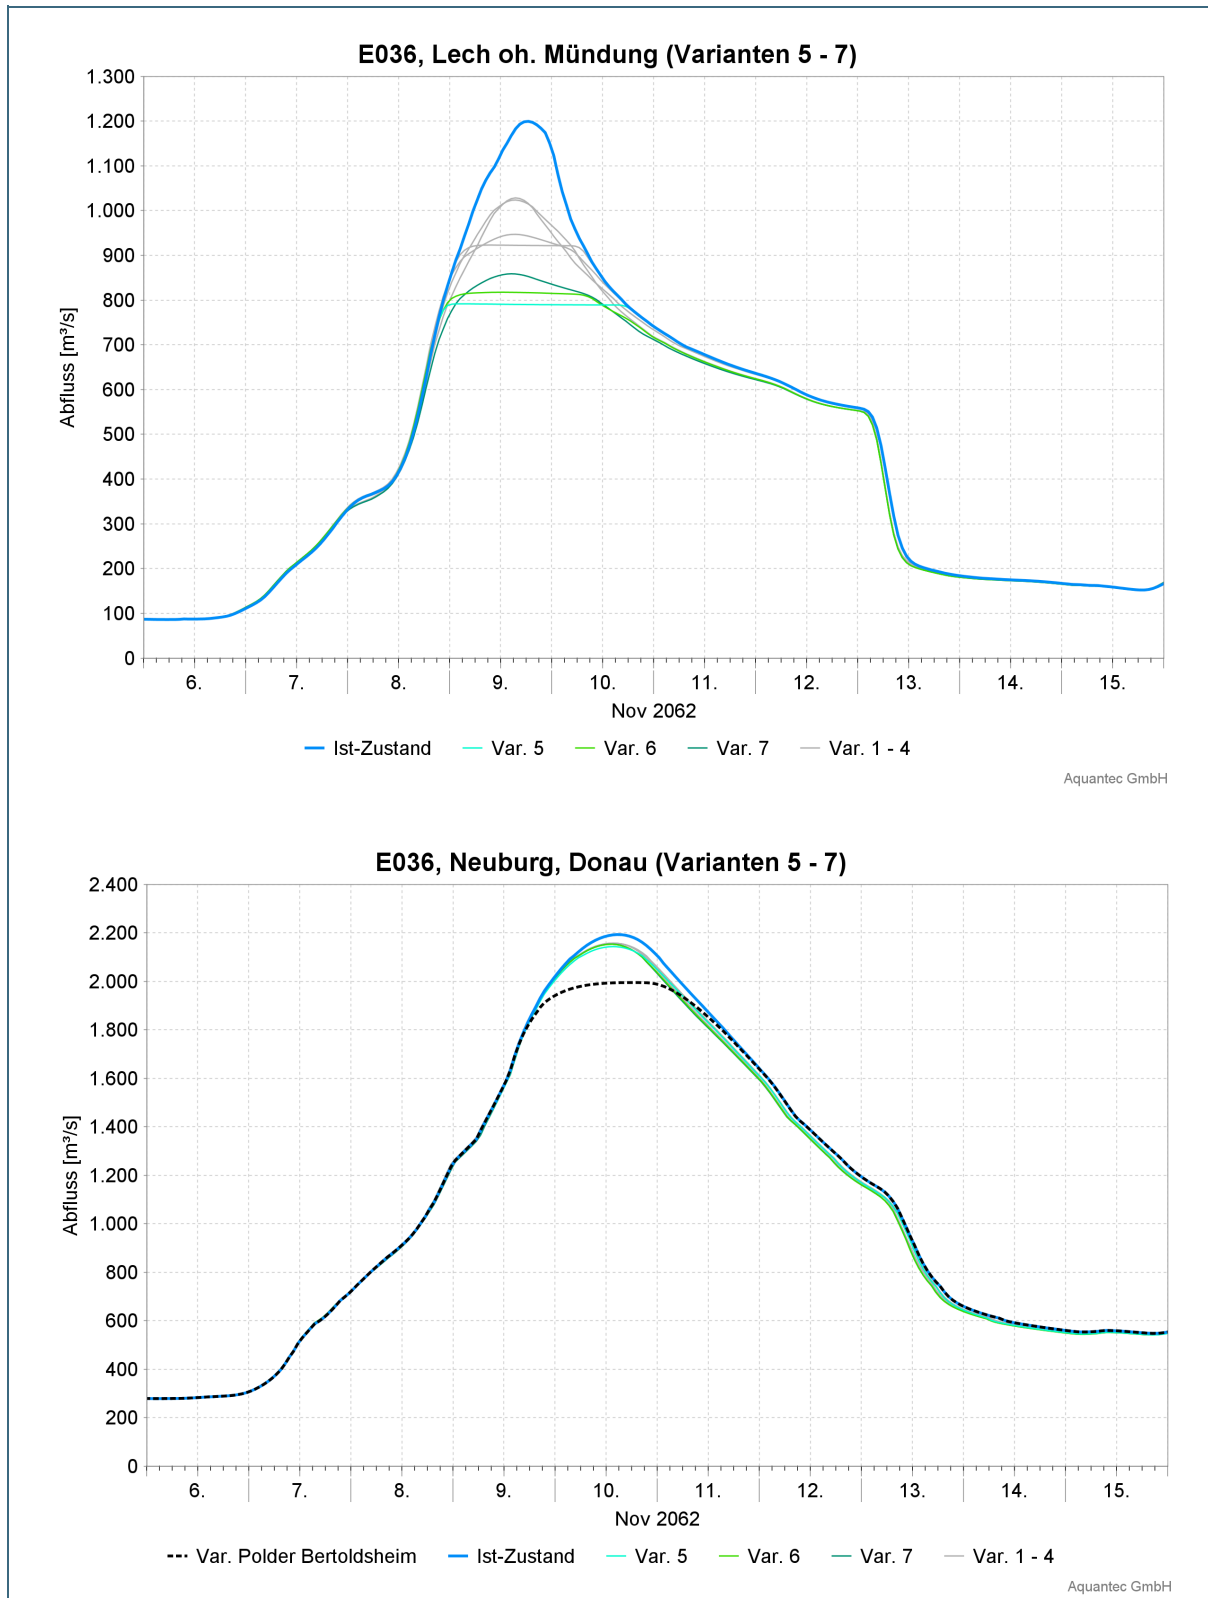 E036, Lech oh. Mündung (Varianten 5 - 7)
1.300
1.200
1.100
1.000
900
800
700
600
500
400
300
200
100
0
Abfluss [m³/s]
6. 7. 8. 9. 10. 11. 12. 13. 14. 15.
Nov 2062
Ist-Zustand Var. 5 Var. 6 Var. 7 Var. 1 - 4
Aquantec GmbH
E036, Neuburg, Donau (Varianten 5 - 7)
2.400
2.200
2.000
1.800
1.600
1.400
1.200
1.000
800
600
400
200
0
Abfluss [m³/s]
6. 7. 8. 9. 10. 11. 12. 13. 14. 15.
Nov 2062
Var. Polder Bertoldsheim Ist-Zustand Var. 5 Var. 6 Var. 7 Var. 1 - 4
Aquantec GmbH